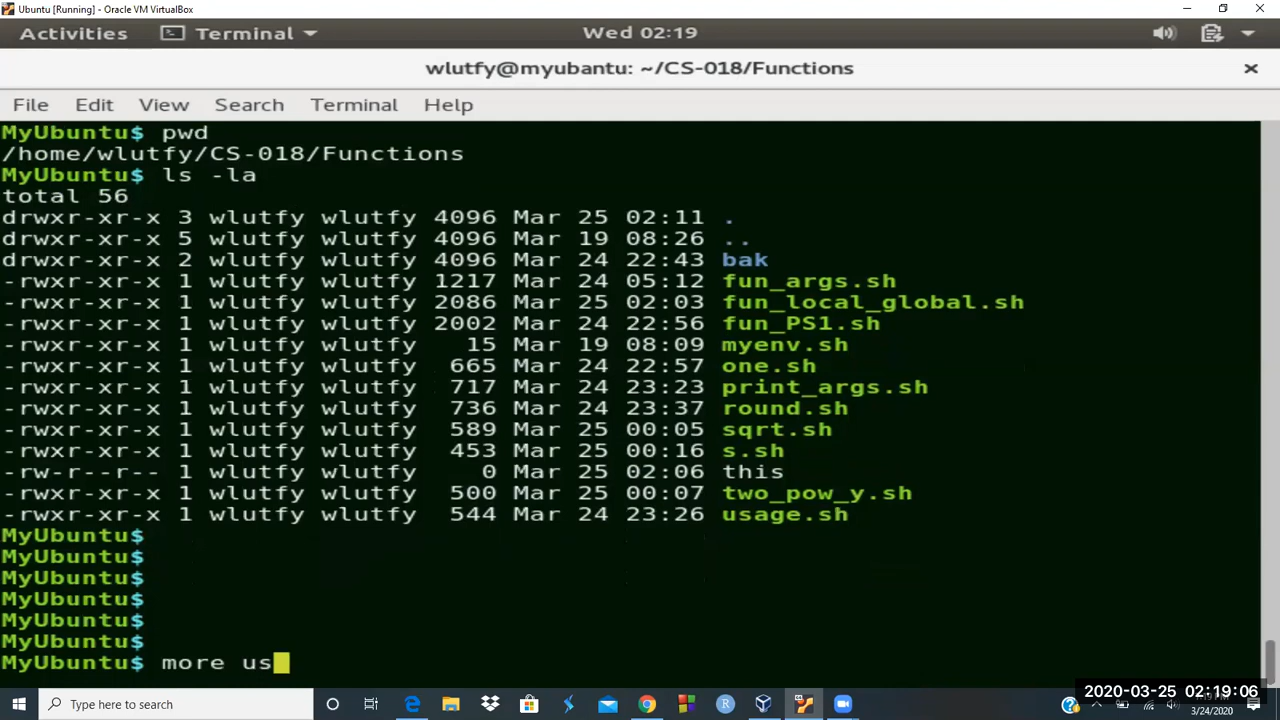 Ubuntu [Running] - Oracle VM VirtualBox
Activities Terminal Wed 02:19
wlutfy@myubantu: ~/CS-018/Functions
File Edit View Search Terminal Help
MyUbuntu$ pwd
/home/wlutfy/CS-018/Functions
MyUbuntu$ ls -la
total 56
drwxr-xr-x 3 wlutfy wlutfy 4096 Mar 25 02:11 .
drwxr-xr-x 5 wlutfy wlutfy 4096 Mar 19 08:26 ..
drwxr-xr-x 2 wlutfy wlutfy 4096 Mar 24 22:43 bak
-rwxr-xr-x 1 wlutfy wlutfy 1217 Mar 24 05:12 fun_args.sh
-rwxr-xr-x 1 wlutfy wlutfy 2086 Mar 25 02:03 fun_local_global.sh
-rwxr-xr-x 1 wlutfy wlutfy 2002 Mar 24 22:56 fun_PS1.sh
-rwxr-xr-x 1 wlutfy wlutfy 15 Mar 19 08:09 myenv.sh
-rwxr-xr-x 1 wlutfy wlutfy 665 Mar 24 22:57 one.sh
-rwxr-xr-x 1 wlutfy wlutfy 717 Mar 24 23:23 print_args.sh
-rwxr-xr-x 1 wlutfy wlutfy 736 Mar 24 23:37 round.sh
-rwxr-xr-x 1 wlutfy wlutfy 589 Mar 25 00:05 sqrt.sh
-rwxr-xr-x 1 wlutfy wlutfy 453 Mar 25 00:16 s.sh
-rw-r--r-- 1 wlutfy wlutfy 0 Mar 25 02:06 this
-rwxr-xr-x 1 wlutfy wlutfy 500 Mar 25 00:07 two_pow_y.sh
-rwxr-xr-x 1 wlutfy wlutfy 544 Mar 24 23:26 usage.sh
MyUbuntu$
MyUbuntu$
MyUbuntu$
MyUbuntu$
MyUbuntu$
MyUbuntu$
MyUbuntu$ more us
Type here to search
2020-03-25 02:19:06
3/24/2020